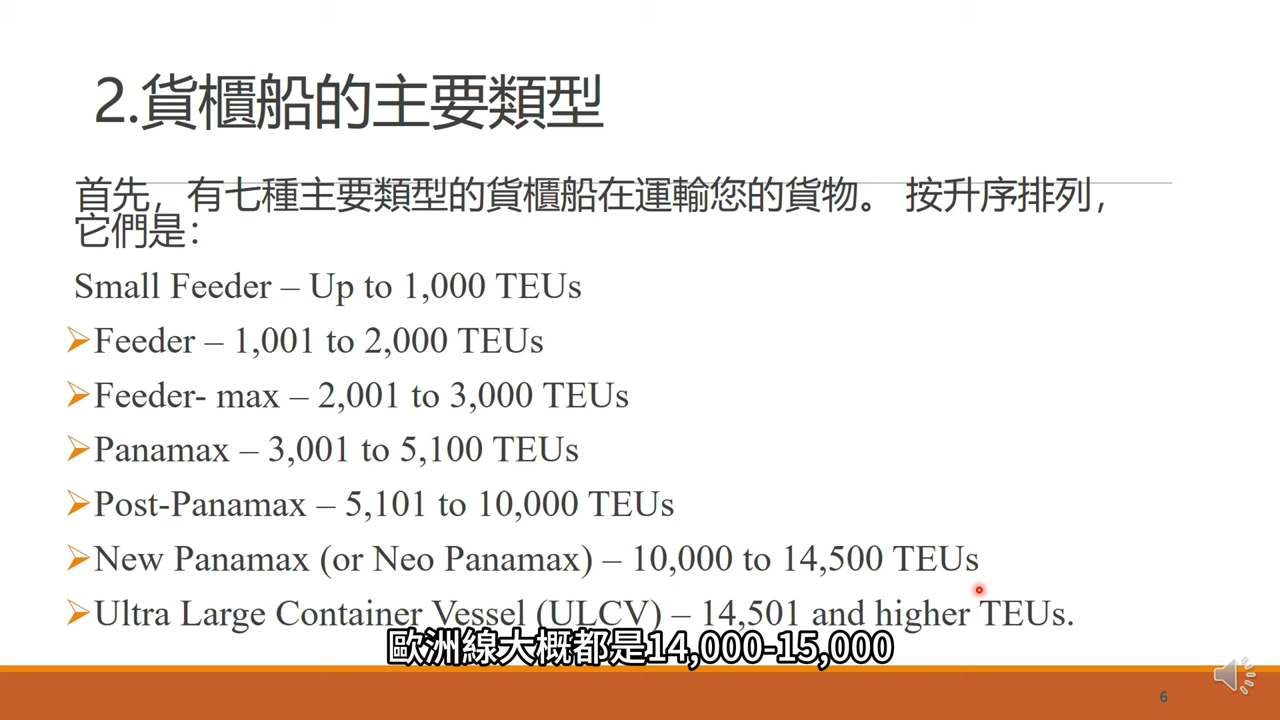 2.貨櫃船的主要類型
首先，有七種主要類型的貨櫃船在運輸您的貨物。 按升序排列，
它們是：
Small Feeder – Up to 1,000 TEUs
➢Feeder – 1,001 to 2,000 TEUs
➢Feeder- max – 2,001 to 3,000 TEUs
➢Panamax – 3,001 to 5,100 TEUs
➢Post-Panamax – 5,101 to 10,000 TEUs
➢New Panamax (or Neo Panamax) – 10,000 to 14,500 TEUs
➢Ultra Large Container Vessel (ULCV) – 14,501 and higher TEUs.
歐洲線大概都是14,000-15,000
6